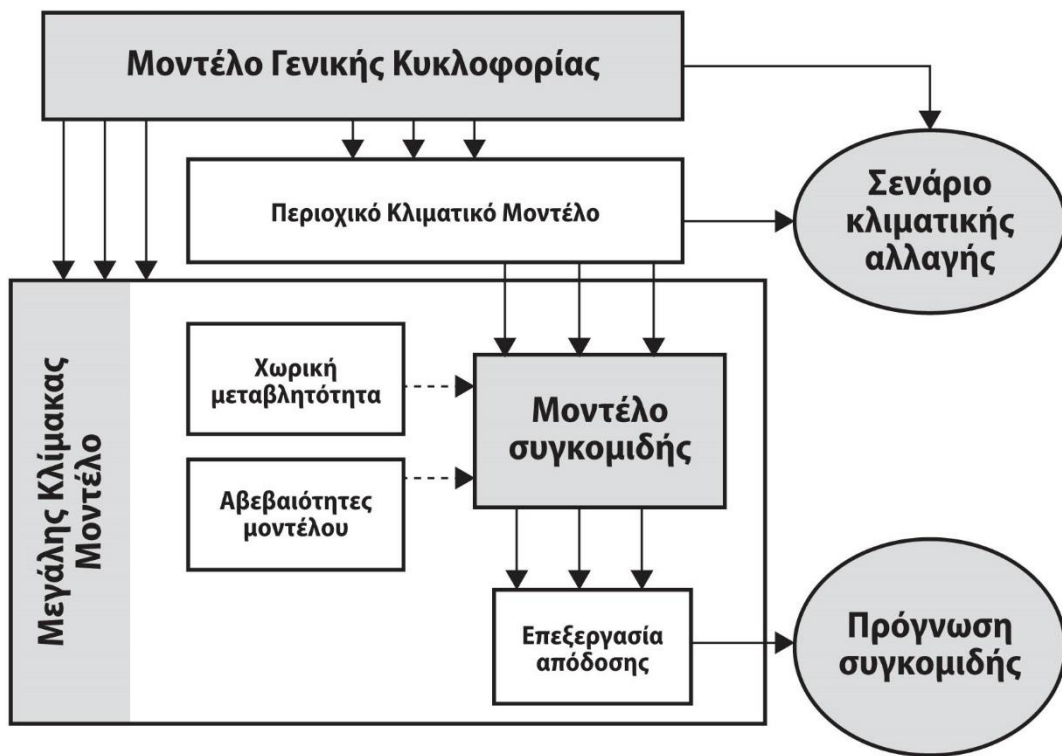 Μοντέλο Γενικής Κυκλοφορίας
Περιοχικό Κλιματικό Μοντέλο
Σενάριο
κλιματικής
αλλαγής
Μεγάλης Κλίμακας
Μοντέλο
Χωρική
μεταβλητότητα
Μοντέλο
συγκομιδής
Αβεβαιότητες
μοντέλου
Επεξεργασία
απόδοσης
Πρόγνωση
συγκομιδής